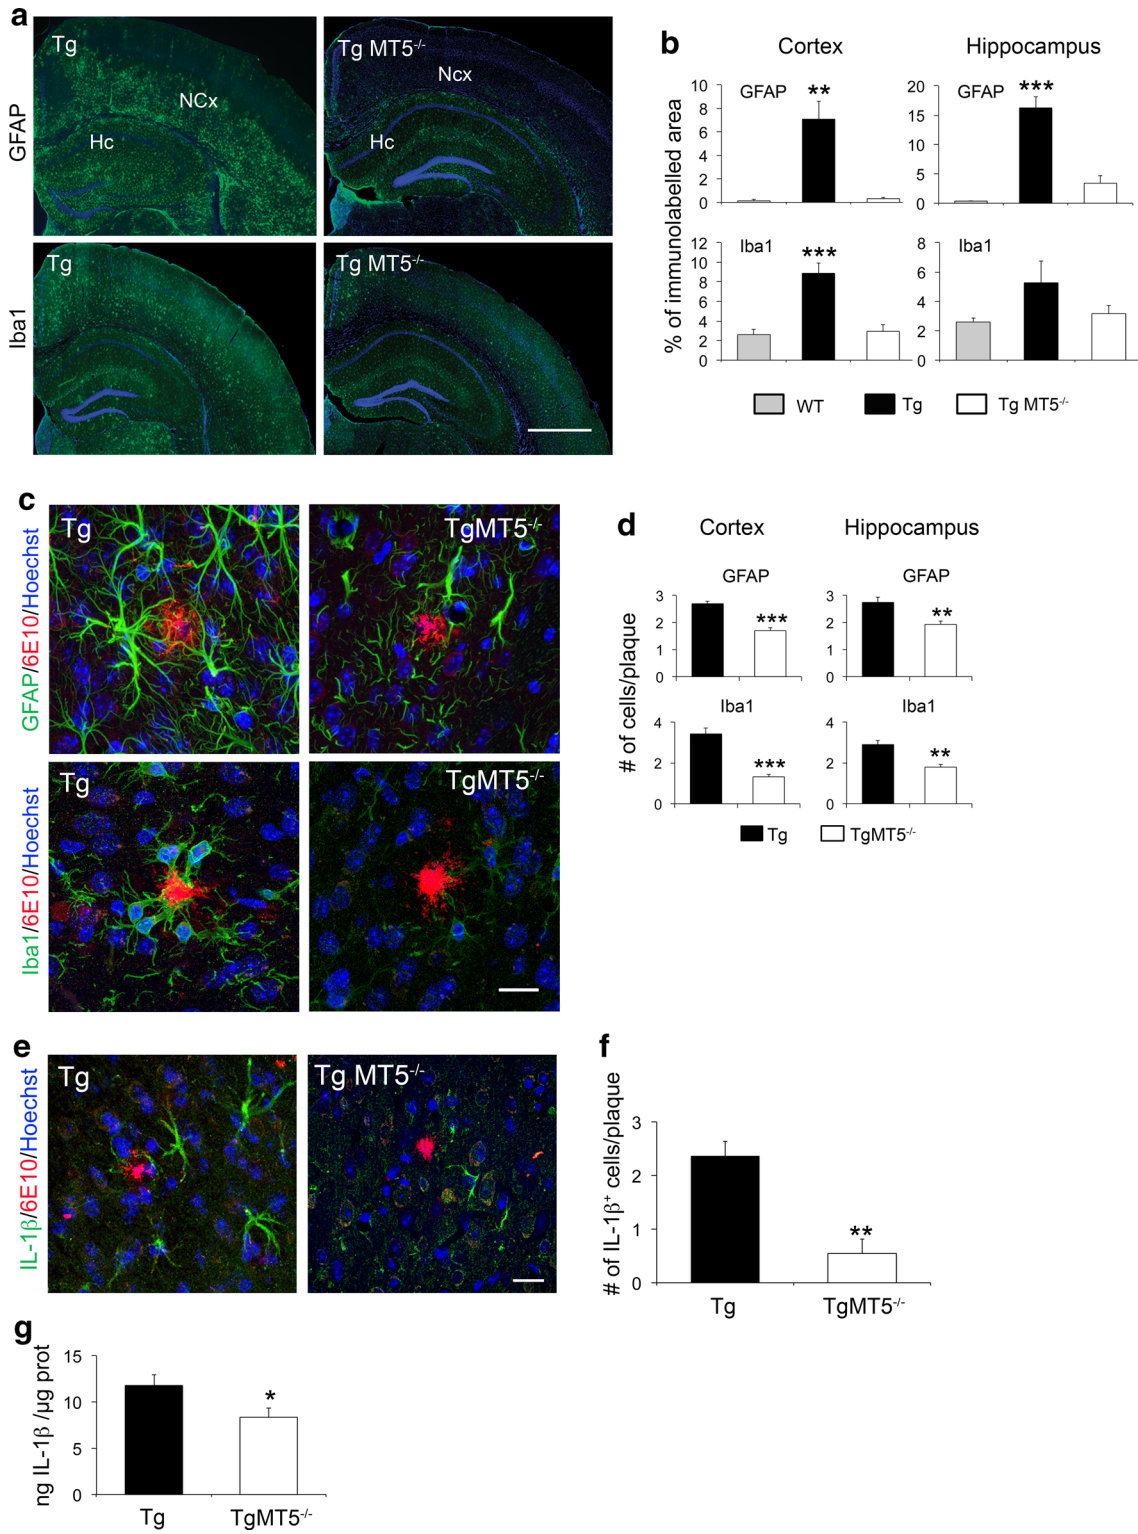 a
Tg
NCx
Hc
Tg MT5-/-
Ncx
Hc
GFAP
Tg
Tg MT5-/-
Iba1
b
Cortex
Hippocampus
% of immunolabelled area
GFAP
**
10
8
6
4
2
0
GFAP
***
20
15
10
5
0
Iba1
***
12
10
8
6
4
2
0
Iba1
8
6
4
2
0
WT
Tg
Tg MT5-/-
c
Tg
TgMT5-/-
GFAP/6E10/Hoechst
Tg
TgMT5-/-
Iba1/6E10/Hoechst
d
Cortex
Hippocampus
# of cells/plaque
GFAP
3
2
1
0
***
GFAP
3
2
1
0
**
Iba1
4
2
0
***
Iba1
4
2
0
**
Tg
TgMT5-/-
e
Tg
Tg MT5-/-
IL-1β/6E10/Hoechst
f
# of IL-1β+ cells/plaque
3
2
1
0
**
Tg
TgMT5-/-
g
ng IL-1β /µg prot
15
10
5
0
*
Tg
TgMT5-/-